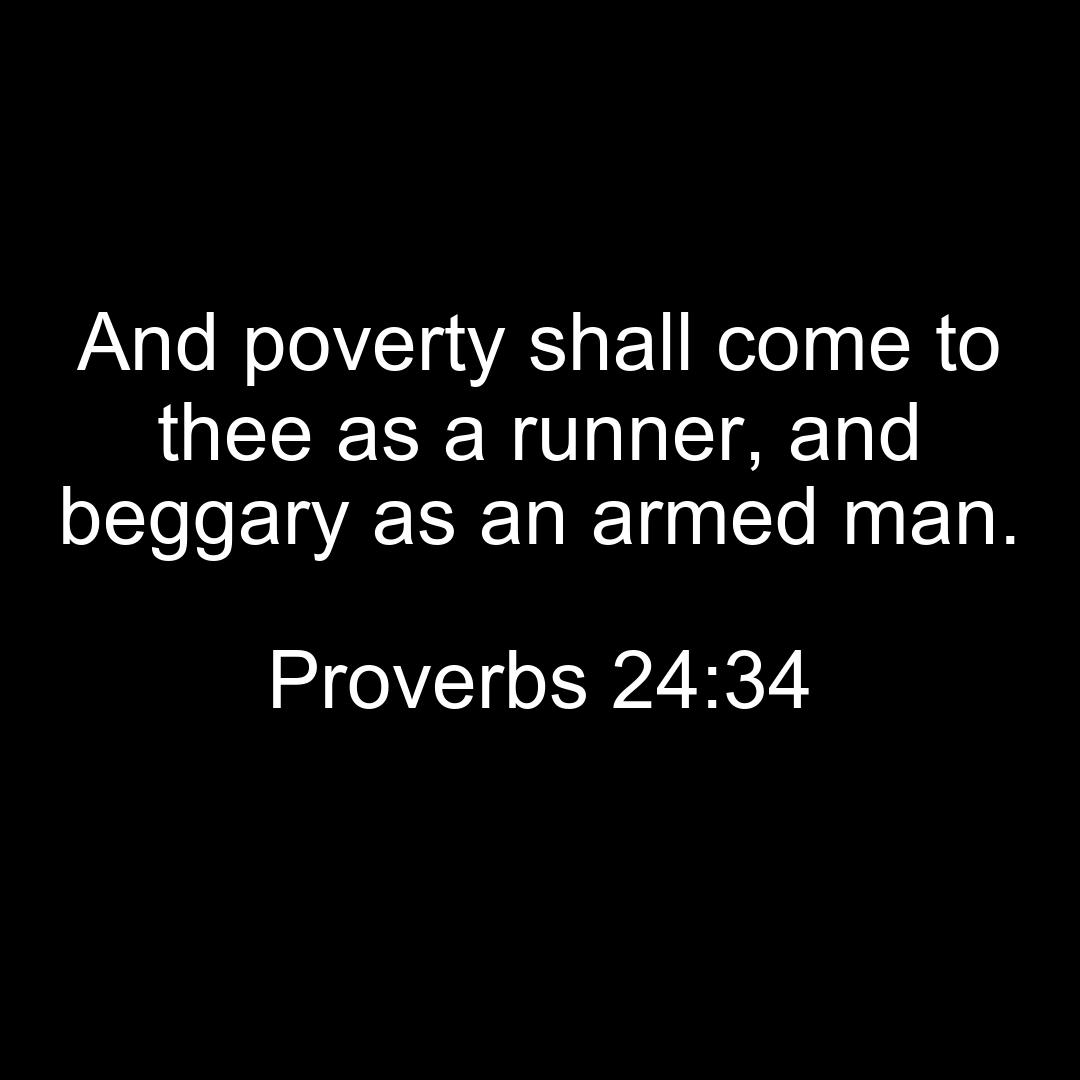 And poverty shall come to
thee as a runner, and
beggary as an armed man.
Proverbs 24:34